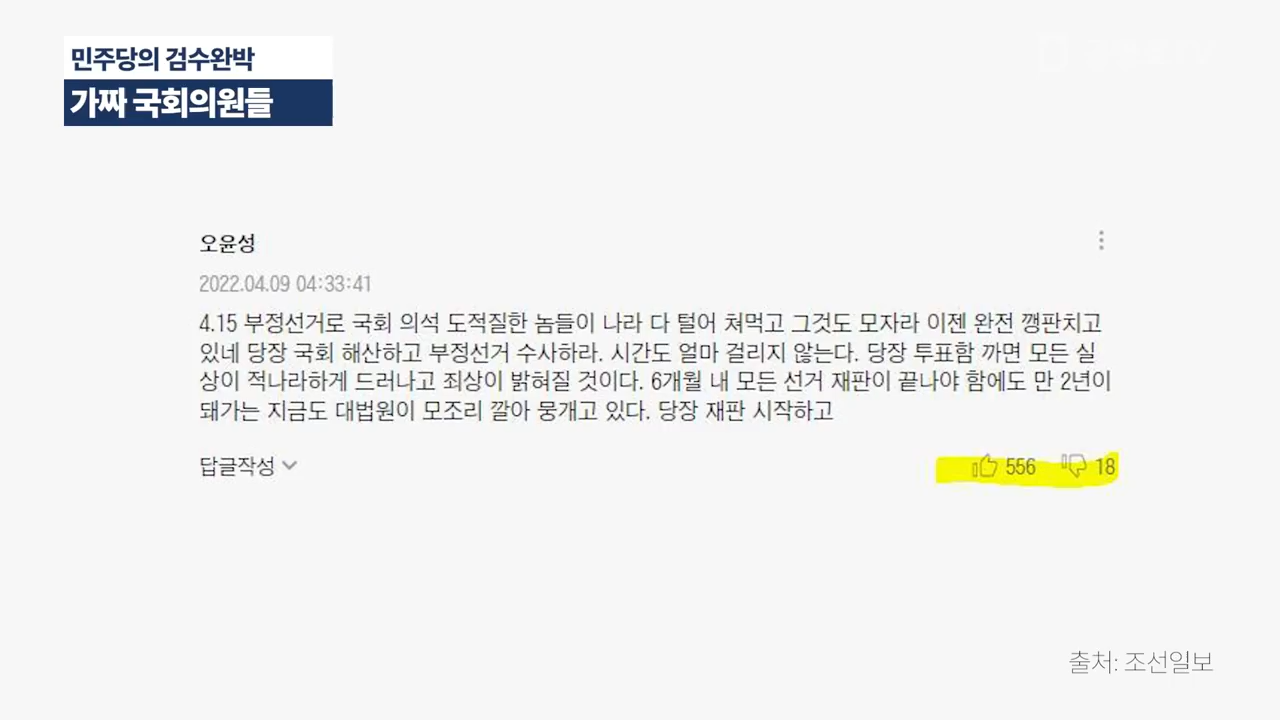 민주당의 검수완박
가짜 국회의원들
오윤성
2022.04.09 04:33:41
4.15 부정선거로 국회 의석 도적질한 놈들이 나라 다 털어 쳐먹고 그것도 모자라 이젠 완전 깽판치고
있네 당장 국회 해산하고 부정선거 수사하라. 시간도 얼마 걸리지 않는다. 당장 투표함 까면 모든 실
상이 적나라하게 드러나고 죄상이 밝혀질 것이다. 6개월 내 모든 선거 재판이 끝나야 함에도 만 2년이
돼가는 지금도 대법원이 모조리 깔아 뭉개고 있다. 당장 재판 시작하고
답글작성
556 18
출처: 조선일보